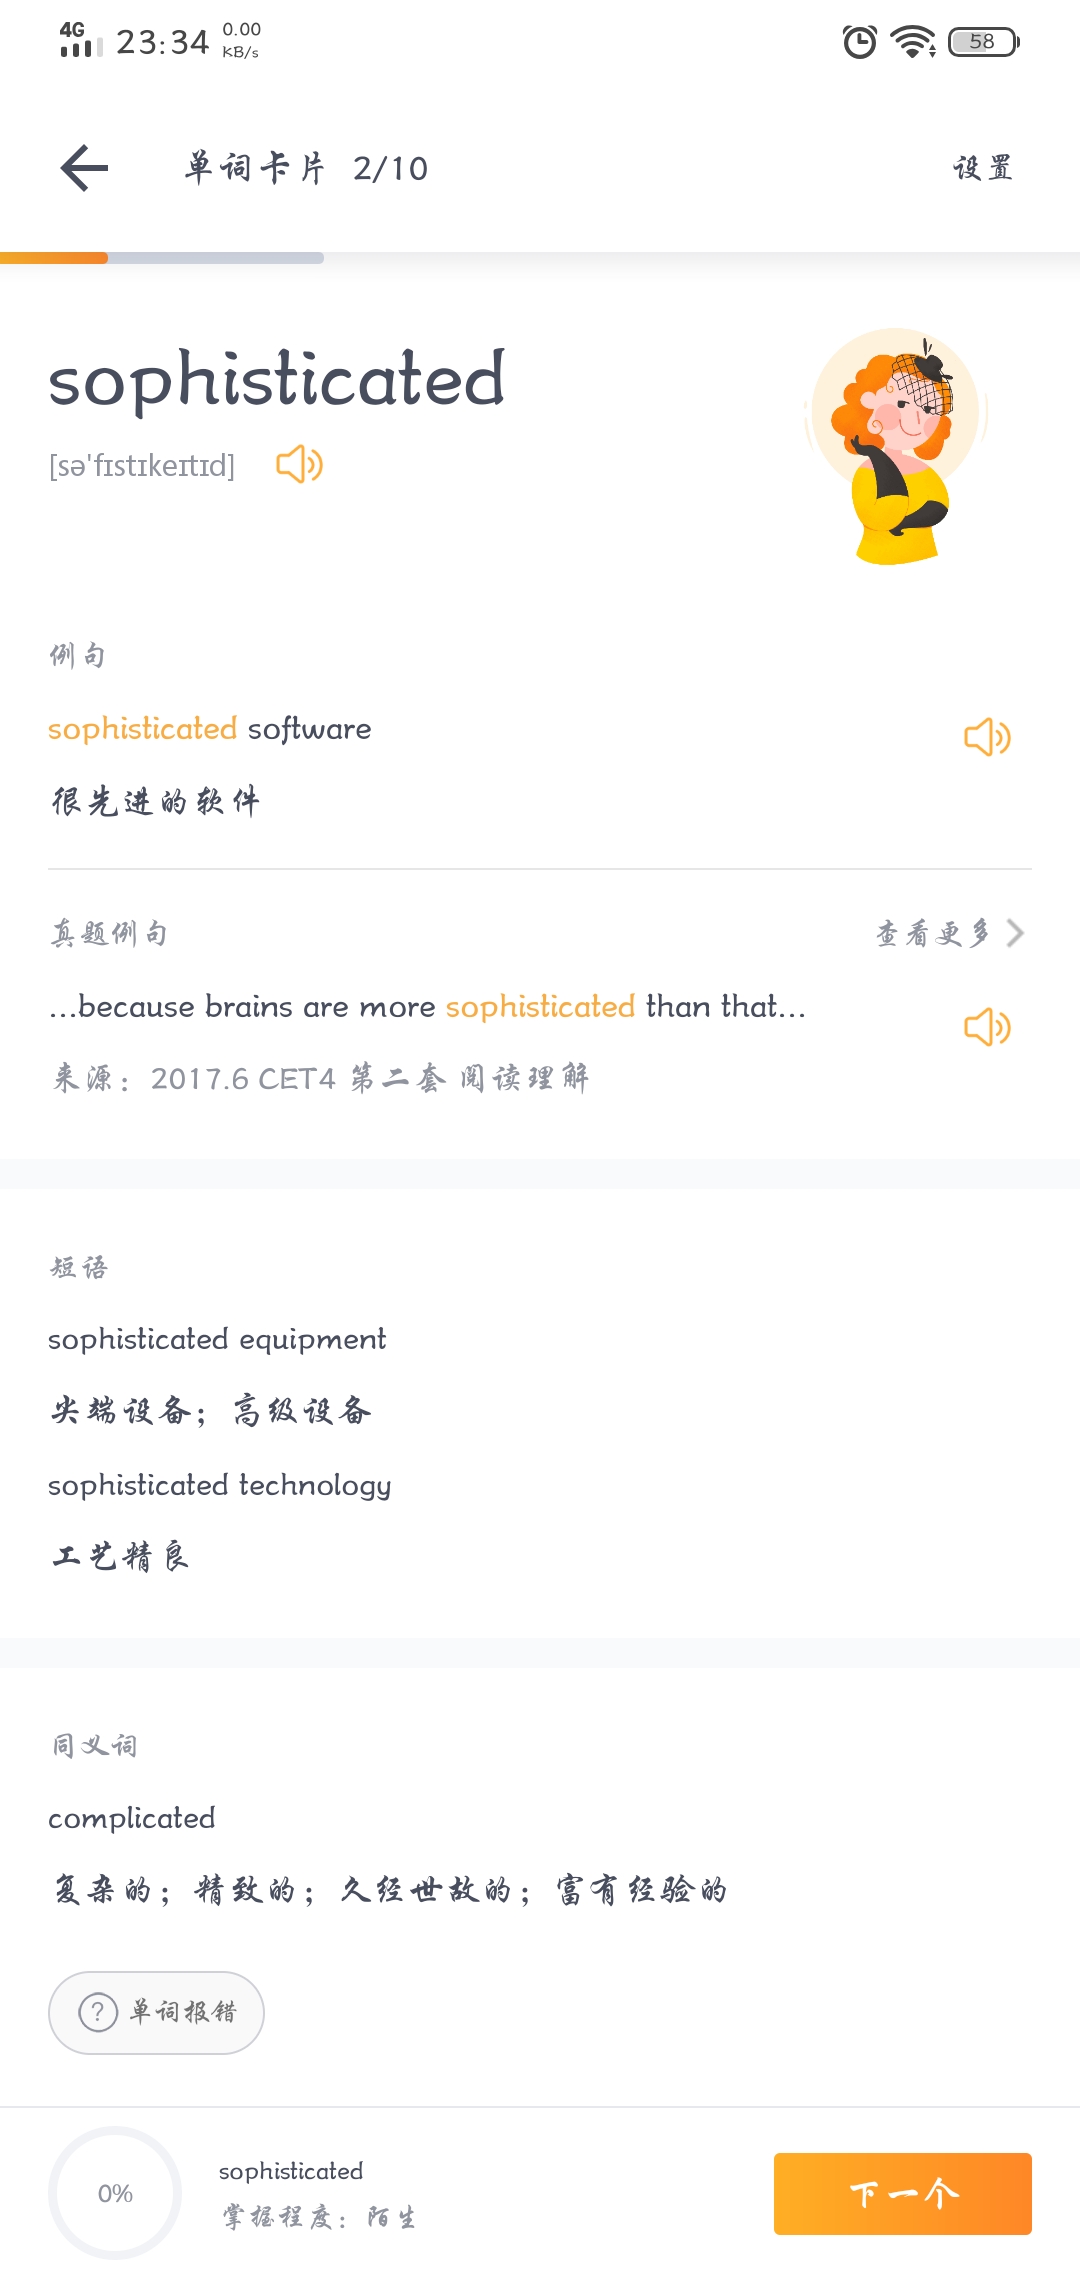 4G 23:34 0.00 KB/s 58
单词卡片 2/10 设置
sophisticated
[sə'fɪstɪkeɪtɪd]
例句
sophisticated software
很先进的软件
真题例句 查看更多
...because brains are more sophisticated than that...
来源：2017.6 CET4 第二套 阅读理解
短语
sophisticated equipment
尖端设备；高级设备
sophisticated technology
工艺精良
同义词
complicated
复杂的；精致的；久经世故的；富有经验的
? 单词报错
0% sophisticated
掌握程度：陌生
下一个